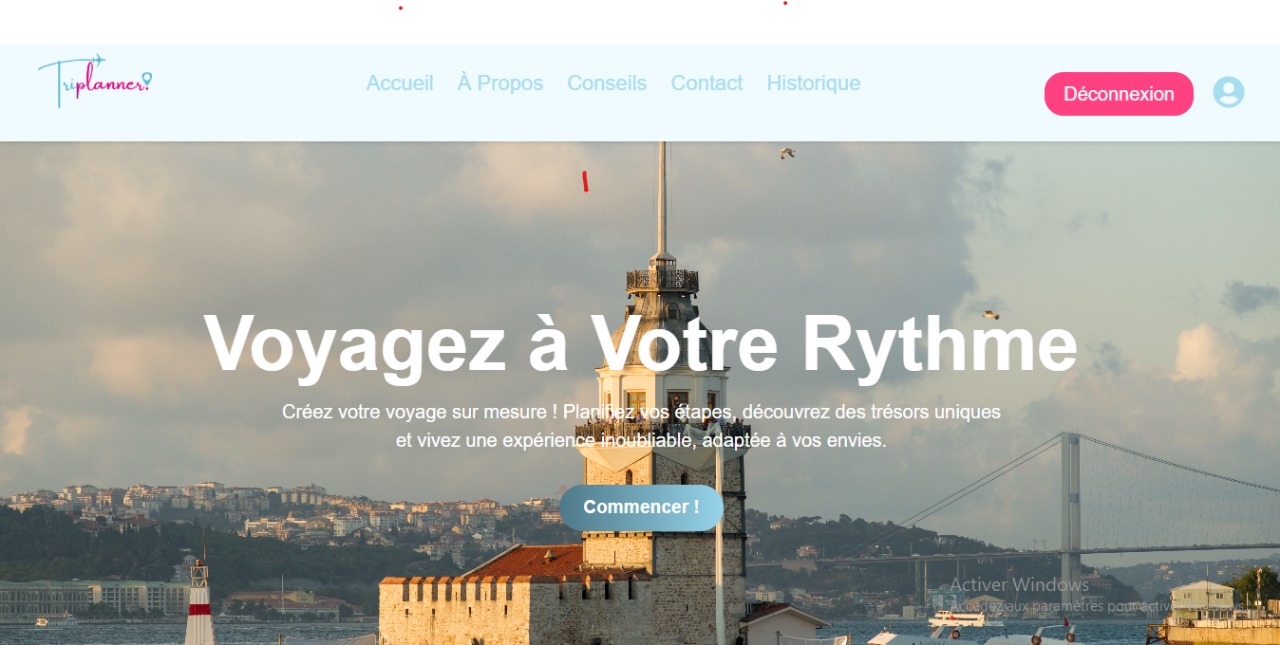 Triplanner
Accueil À Propos Conseils Contact Historique
Déconnexion
Voyagez à Votre Rythme
Créez votre voyage sur mesure ! Planifiez vos étapes, découvrez des trésors uniques
et vivez une expérience inoubliable, adaptée à vos envies.
Commencer !
Activer Windows
Accédez aux paramètres pour activer Windows.